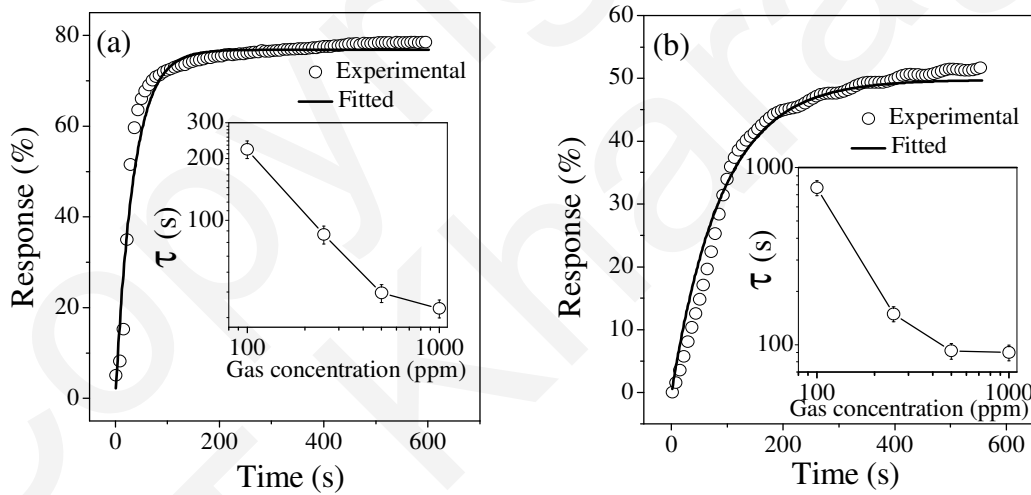 (a)
Experimental
Fitted
Response (%)
80
60
40
20
0
0 200 400 600
Time (s)
300
200
100
τ (s)
100 1000
Gas concentration (ppm)
(b)
Experimental
Fitted
Response (%)
60
50
40
30
20
10
0
0 200 400 600
Time (s)
1000
100
τ (s)
100 1000
Gas concentration (ppm)